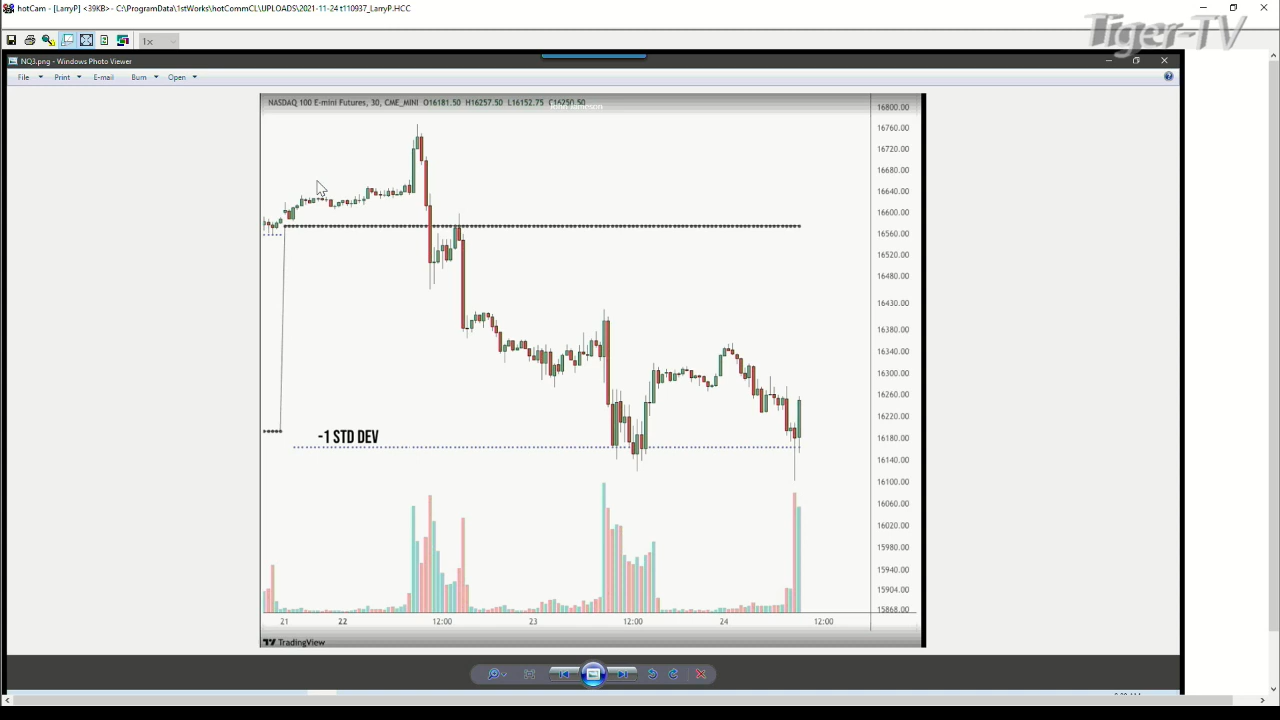 hotCam - [LarryP] <39KB> - C:\ProgramData\1stWorks\hotCommCL\UPLOADS\2021-11-24 t110937_LarryP.HCC
Tiger-TV
1x
NQ3.png - Windows Photo Viewer
File Print E-mail Burn Open
NASDAQ 100 E-mini Futures, 30, CME_MINI O16181.50 H16257.50 L16152.75 C16250.50
16800.00
16760.00
16720.00
16680.00
16640.00
16600.00
16560.00
16520.00
16480.00
16430.00
16380.00
16340.00
16300.00
16260.00
16220.00
-1 STD DEV
16180.00
16140.00
16100.00
16060.00
16020.00
15980.00
15940.00
15904.00
15868.00
21 22 12:00 23 12:00 24 12:00
TradingView